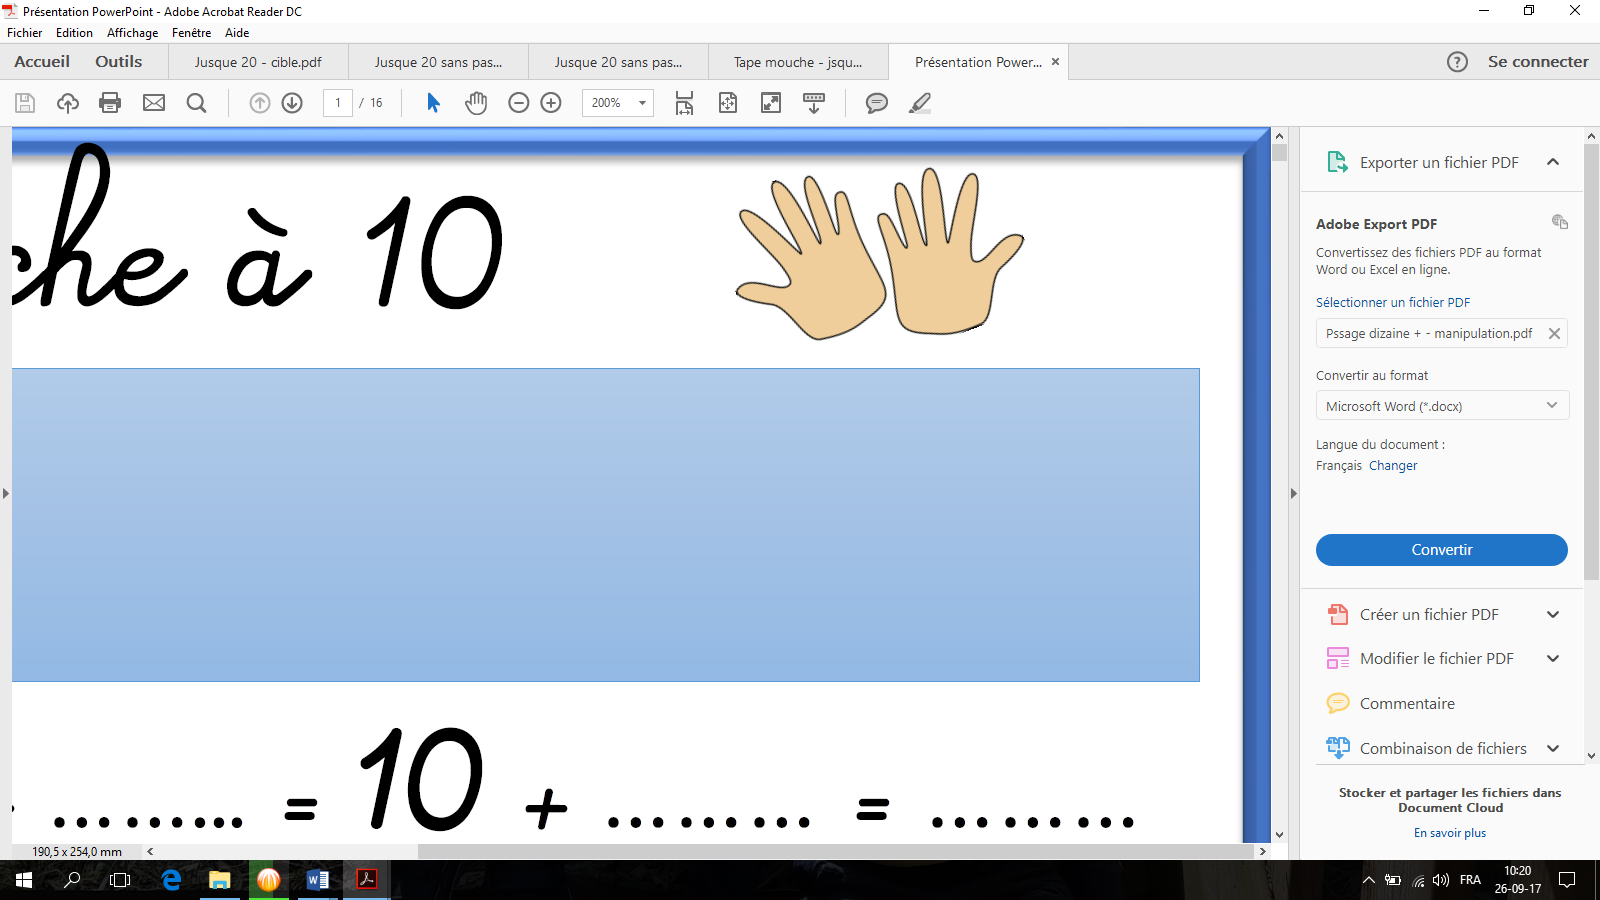 Présentation PowerPoint - Adobe Acrobat Reader DC
Fichier Edition Affichage Fenêtre Aide
Accueil Outils Jusque 20 - cible.pdf Jusque 20 sans pas... Jusque 20 sans pas... Tape mouche - jsqu... Présentation Power... × ? Se connecter
1 / 16 200%
che à 10
......... = 10 + ......... = .........
190,5 x 254,0 mm
Exporter un fichier PDF
Adobe Export PDF
Convertissez des fichiers PDF au format
Word ou Excel en ligne.
Sélectionner un fichier PDF
Pssage dizaine + - manipulation.pdf
Convertir au format
Microsoft Word (*.docx)
Langue du document :
Français Changer
Convertir
Créer un fichier PDF
Modifier le fichier PDF
Commentaire
Combinaison de fichiers
Stocker et partager les fichiers dans
Document Cloud
En savoir plus
FRA
10:20
26-09-17